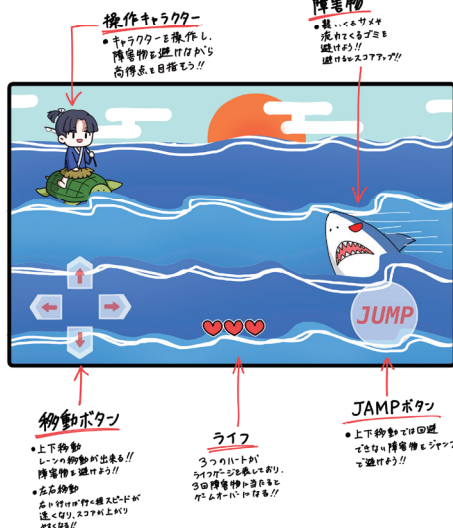 操作キャラクター
•キャラクターを操作し、
障害物を避けながら
高得点を目指そう!!
障害物
•襲ってくるサメや
流れてくるゴミを
避けよう!!
避けるとスコアアップ!!
JUMP
移動ボタン
•上下移動
レーンの移動が出来る!!
障害物を避けよう!!
•左右移動
右に行けば行く程スピードが
速くなり、スコアが上がり
やすくなる!!
ライフ
3つのハートが
ライフゲージを表しており、
3回障害物に当たると
ゲームオーバーになる!!
JAMPボタン
•上下移動では回避
できない障害物をジャンプ
で避けよう!!